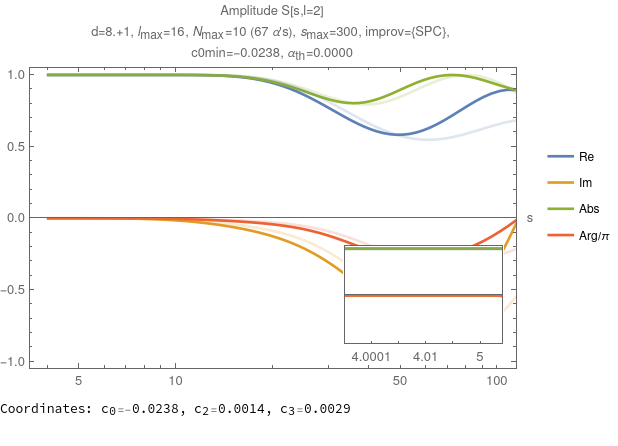 Amplitude S[s,l=2]
d=8.+1, lmax=16, Nmax=10 (67 α's), smax=300, improv={SPC},
c0min=−0.0238, αth=0.0000
1.0
0.5
0.0
−0.5
−1.0
5
10
50
100
s
4.0001
4.01
5
Re
Im
Abs
Arg/π
Coordinates: c0=−0.0238, c2=0.0014, c3=0.0029